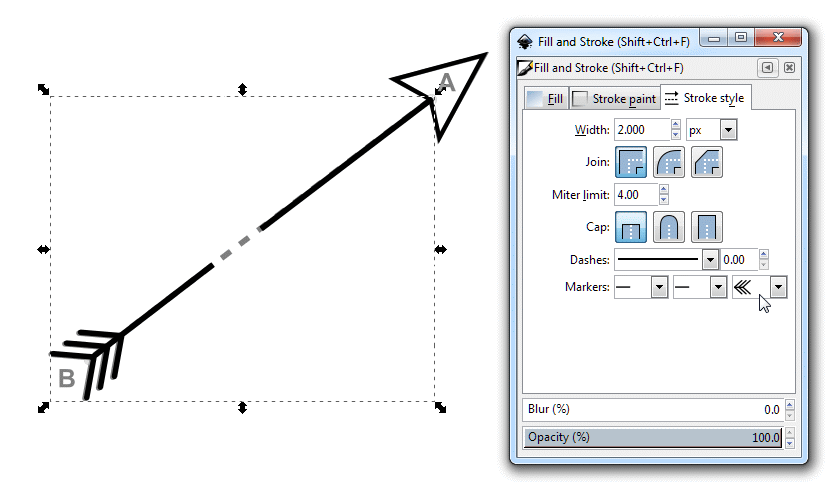 A
B
Fill and Stroke (Shift+Ctrl+F)
Fill and Stroke (Shift+Ctrl+F)
Fill Stroke paint Stroke style
Width: 2.000 px
Join:
Miter limit: 4.00
Cap:
Dashes: 0.00
Markers:
Blur (%) 0.0
Opacity (%) 100.0